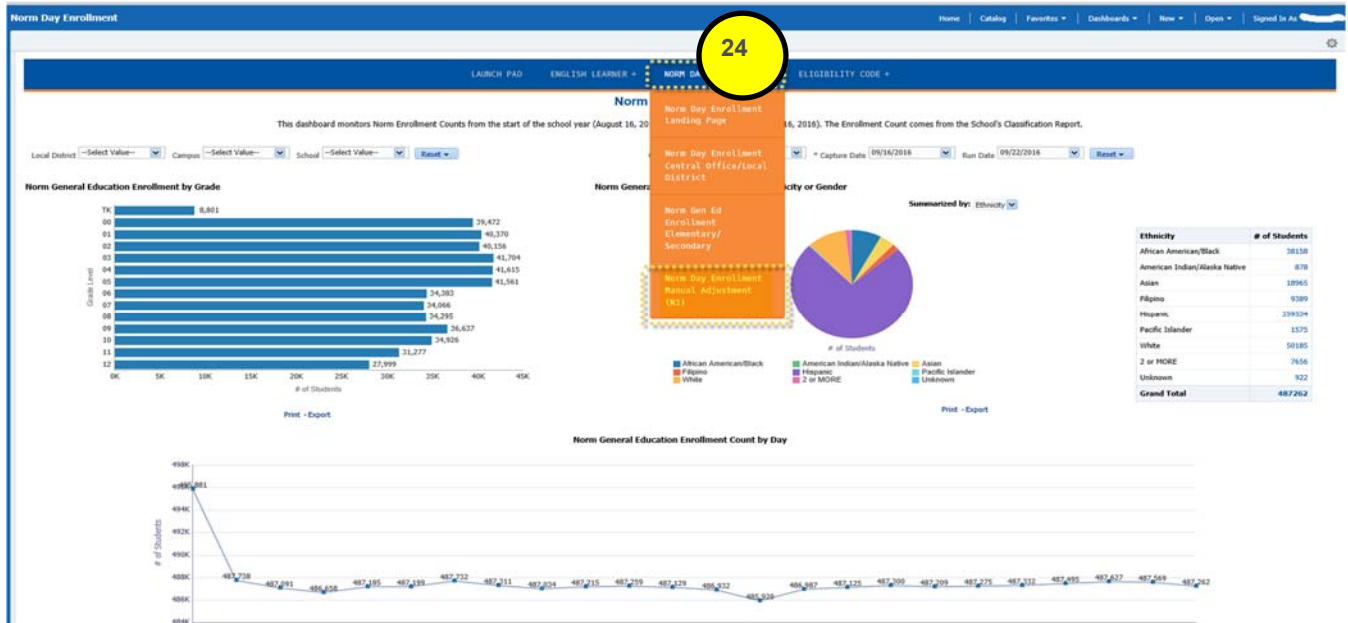 Norm Day Enrollment
Home | Catalog | Favorites | Dashboards | New | Open | Signed In As
24
LAUNCH PAD ENGLISH LEARNER + NORM DA ELIGIBILITY CODE +
Norm
This dashboard monitors Norm Enrollment Counts from the start of the school year (August 16, 20 16, 2016). The Enrollment Count comes from the School's Classification Report.
Norm Day Enrollment
Landing Page
Norm Day Enrollment
Central Office/Local
District
Norm Gen Ed
Enrollment
Elementary/
Secondary
Norm Day Enrollment
Manual Adjustment
(N1)
Local District --Select Value-- Campus --Select Value-- School --Select Value-- Reset
* Capture Date 09/16/2016 Run Date 09/22/2016 Reset
Norm General Education Enrollment by Grade
TK 8,801
00 39,472
01 40,370
02 40,156
03 41,704
04 41,615
05 41,561
06 34,383
07 34,066
08 34,295
09 36,637
10 34,926
11 31,277
12 27,999
Grade Level
0K 5K 10K 15K 20K 25K 30K 35K 40K 45K
# of Students
Print - Export
Norm Genera icity or Gender
Summarized by: Ethnicity
# of Students
African American/Black American Indian/Alaska Native Asian
Filipino Hispanic Pacific Islander
White 2 or MORE Unknown
Print - Export
Ethnicity # of Students
African American/Black 38158
American Indian/Alaska Native 878
Asian 18965
Filipino 9389
Hispanic 359534
Pacific Islander 1575
White 50185
2 or MORE 7656
Unknown 922
Grand Total 487262
Norm General Education Enrollment Count by Day
498K
494K
492K
490K
488K
486K
484K
# of Students
487,738 487,091 486,658 487,185 487,199 487,732 487,311 487,034 487,215 487,259 487,129 486,932 485,920 486,987 487,125 487,300 487,209 487,275 487,332 487,495 487,627 487,569 487,262